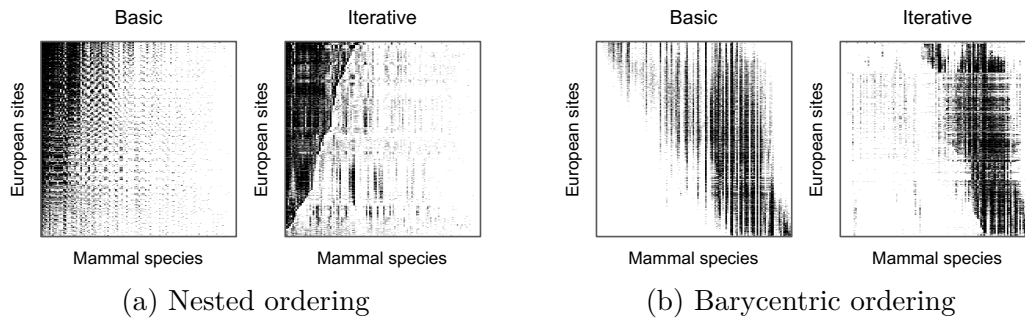 Basic
Iterative
European sites
European sites
Mammal species
Mammal species
(a) Nested ordering
Basic
Iterative
European sites
European sites
Mammal species
Mammal species
(b) Barycentric ordering